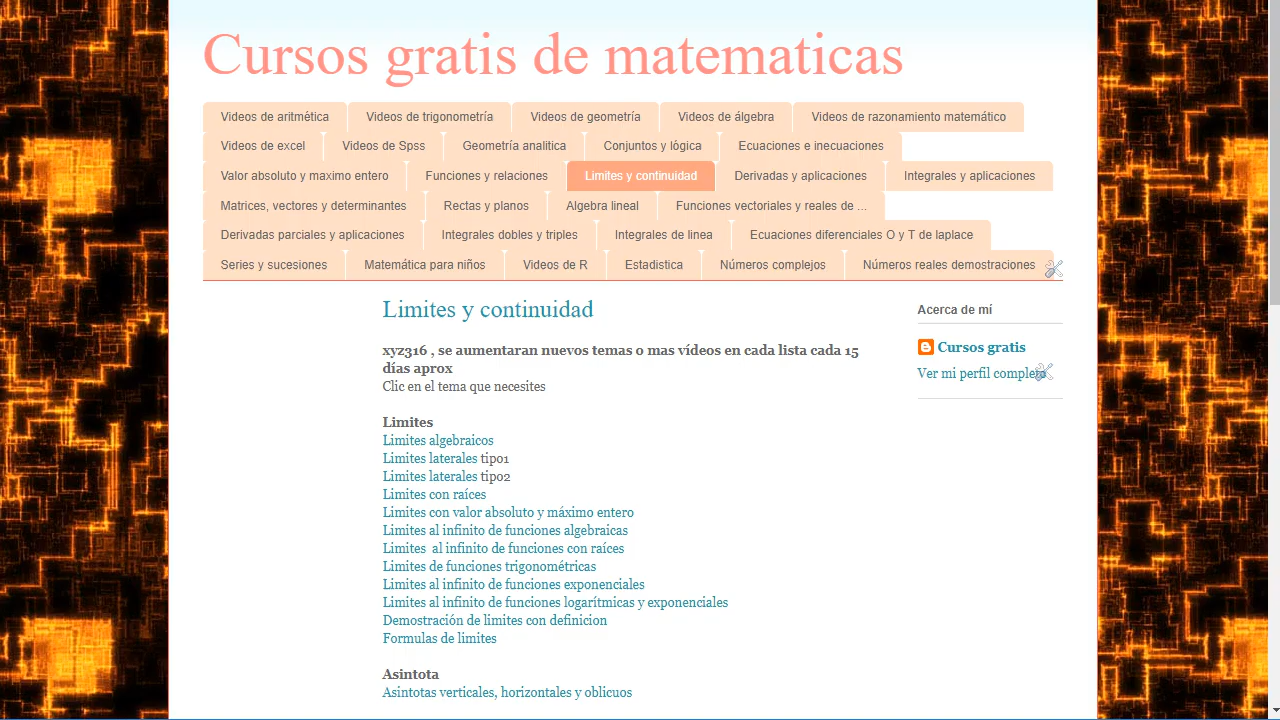 Cursos gratis de matematicas
Videos de aritmética Videos de trigonometría Videos de geometría Videos de álgebra Videos de razonamiento matemático
Videos de excel Videos de Spss Geometría analítica Conjuntos y lógica Ecuaciones e inecuaciones
Valor absoluto y maximo entero Funciones y relaciones Limites y continuidad Derivadas y aplicaciones Integrales y aplicaciones
Matrices, vectores y determinantes Rectas y planos Algebra lineal Funciones vectoriales y reales de ...
Derivadas parciales y aplicaciones Integrales dobles y triples Integrales de linea Ecuaciones diferenciales O y T de laplace
Series y sucesiones Matemática para niños Videos de R Estadistica Números complejos Números reales demostraciones
Limites y continuidad
xyz316 , se aumentaran nuevos temas o mas vídeos en cada lista cada 15
días aprox
Clic en el tema que necesites
Limites
Limites algebraicos
Limites laterales tipo1
Limites laterales tipo2
Limites con raíces
Limites con valor absoluto y máximo entero
Limites al infinito de funciones algebraicas
Limites al infinito de funciones con raíces
Limites de funciones trigonométricas
Limites al infinito de funciones exponenciales
Limites al infinito de funciones logarítmicas y exponenciales
Demostración de limites con definicion
Formulas de limites
Asintota
Asintotas verticales, horizontales y oblicuos
Acerca de mí
Cursos gratis
Ver mi perfil completo